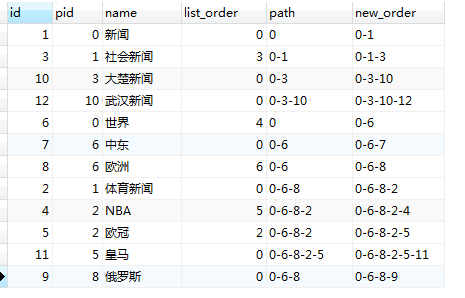 id pid name list_order path new_order
1 0 新闻 0 0 0-1
3 1 社会新闻 3 0-1 0-1-3
10 3 大楚新闻 0 0-3 0-3-10
12 10 武汉新闻 0 0-3-10 0-3-10-12
6 0 世界 4 0 0-6
7 6 中东 0 0-6 0-6-7
8 6 欧洲 6 0-6 0-6-8
2 1 体育新闻 0 0-6-8 0-6-8-2
4 2 NBA 5 0-6-8-2 0-6-8-2-4
5 2 欧冠 2 0-6-8-2 0-6-8-2-5
11 5 皇马 0 0-6-8-2-5 0-6-8-2-5-11
9 8 俄罗斯 0 0-6-8 0-6-8-9